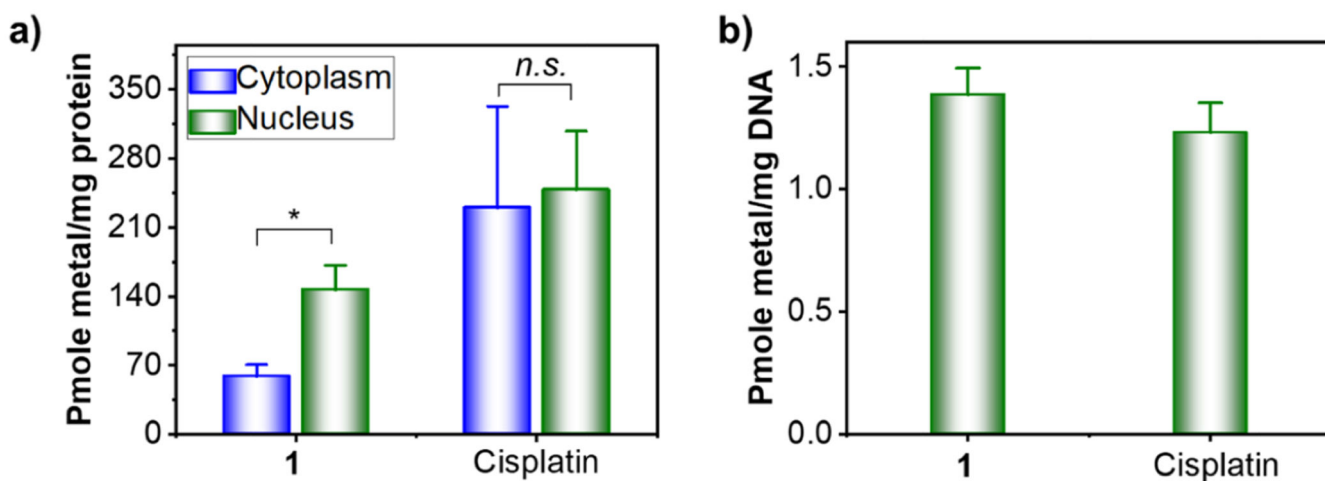 a)
Pmole metal/mg protein
350
280
210
140
70
0
Cytoplasm
Nucleus
*
n.s.
1
Cisplatin
b)
Pmole metal/mg DNA
1.5
1.0
0.5
0.0
1
Cisplatin